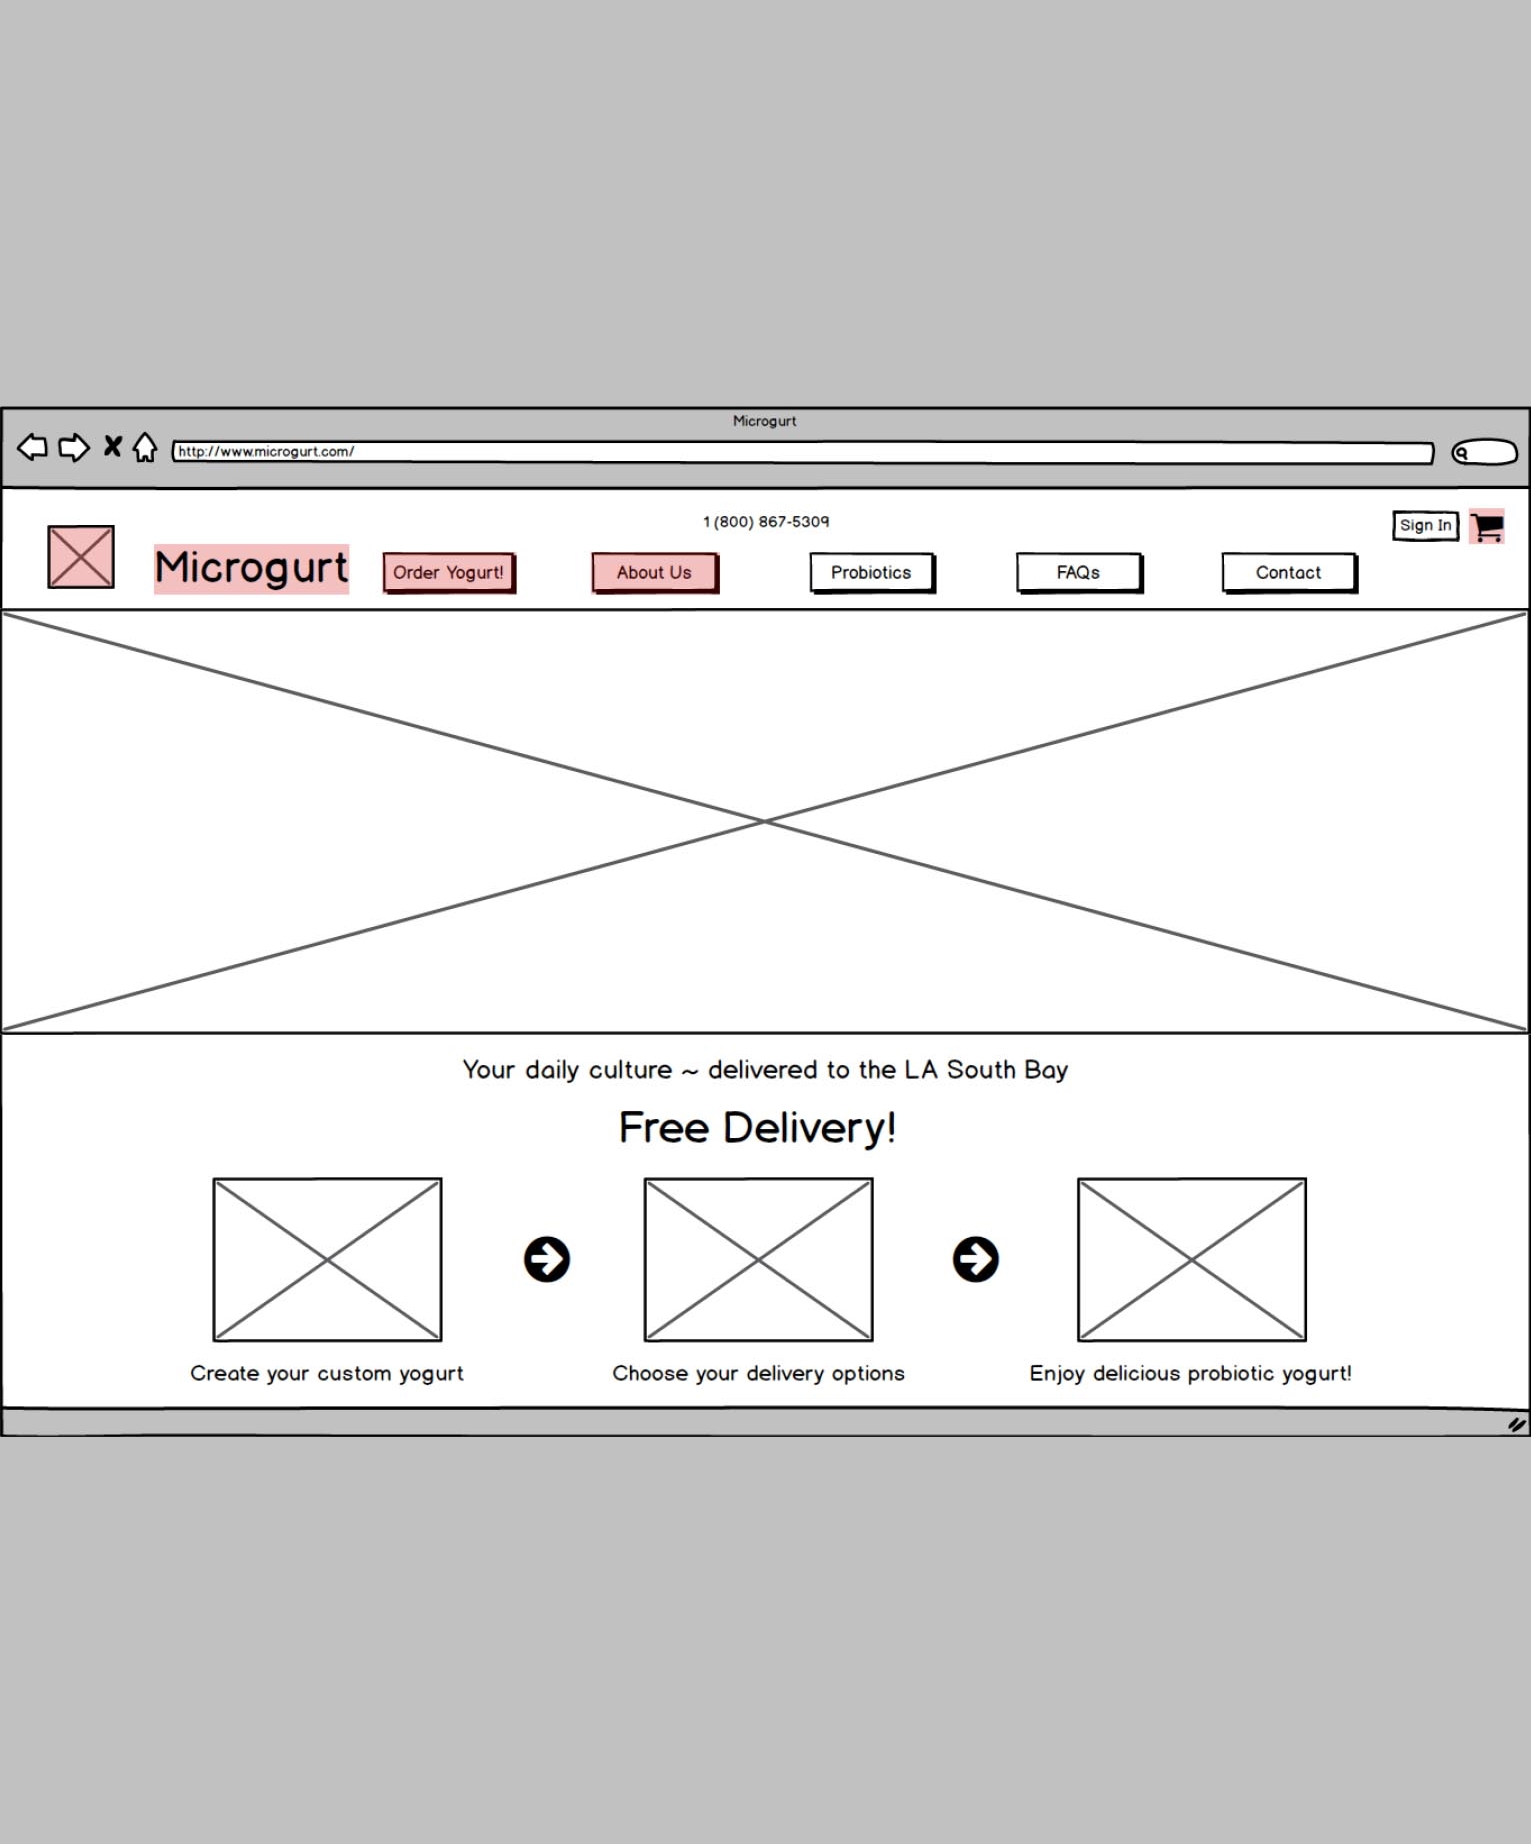 Microgurt
http://www.microgurt.com/
1 (800) 867-5309
Sign In
Microgurt
Order Yogurt!
About Us
Probiotics
FAQs
Contact
Your daily culture ~ delivered to the LA South Bay
Free Delivery!
Create your custom yogurt
Choose your delivery options
Enjoy delicious probiotic yogurt!